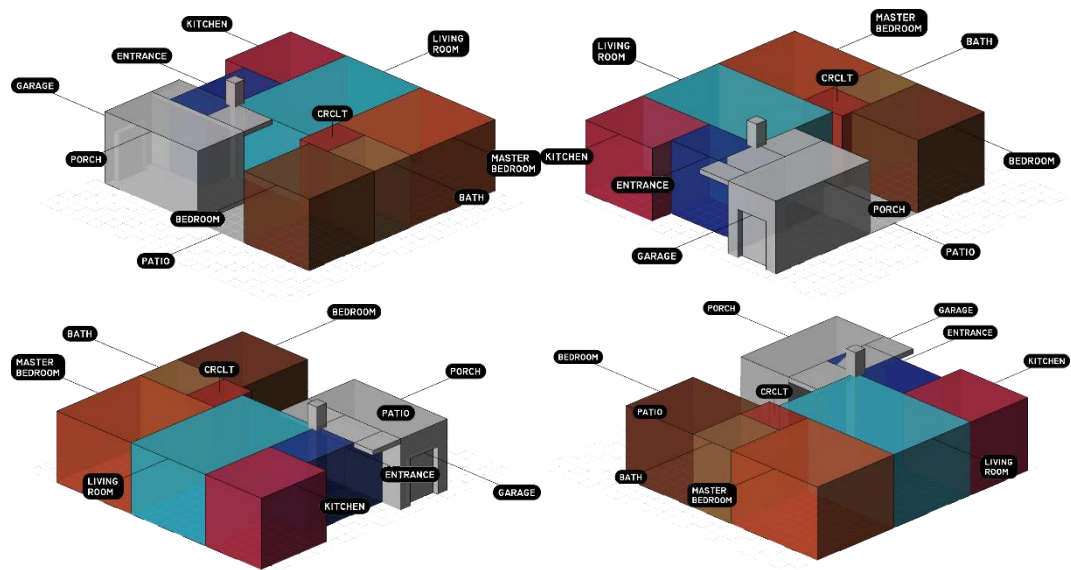 KITCHEN
LIVING
ROOM
ENTRANCE
GARAGE
CRCLT
PORCH
MASTER
BEDROOM
BATH
BEDROOM
PATIO
MASTER
BEDROOM
LIVING
ROOM
BATH
CRCLT
KITCHEN
BEDROOM
ENTRANCE
PORCH
GARAGE
PATIO
BEDROOM
BATH
MASTER
BEDROOM
CRCLT
PORCH
PATIO
LIVING
ROOM
ENTRANCE
KITCHEN
GARAGE
PORCH
GARAGE
ENTRANCE
BEDROOM
KITCHEN
CRCLT
PATIO
BATH
MASTER
BEDROOM
LIVING
ROOM